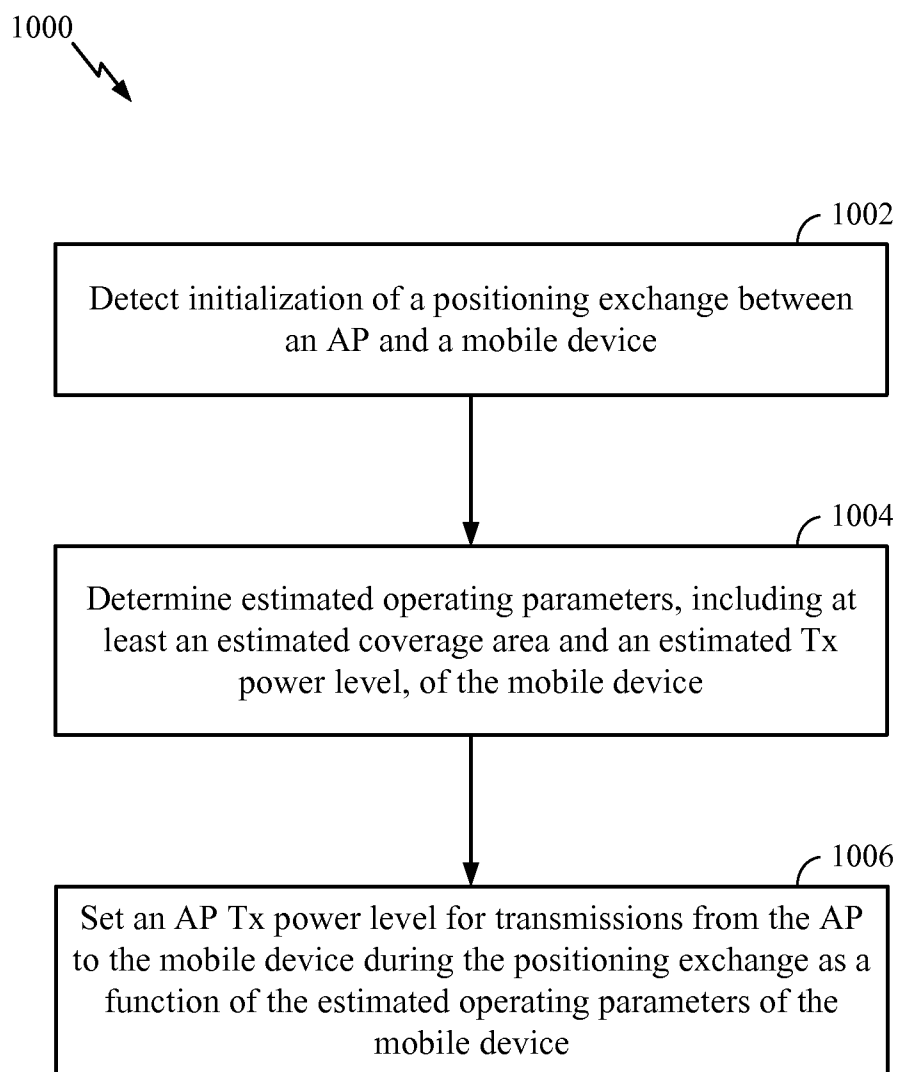 1000
1002
Detect initialization of a positioning exchange between
an AP and a mobile device
1004
Determine estimated operating parameters, including at
least an estimated coverage area and an estimated Tx
power level, of the mobile device
1006
Set an AP Tx power level for transmissions from the AP
to the mobile device during the positioning exchange as a
function of the estimated operating parameters of the
mobile device